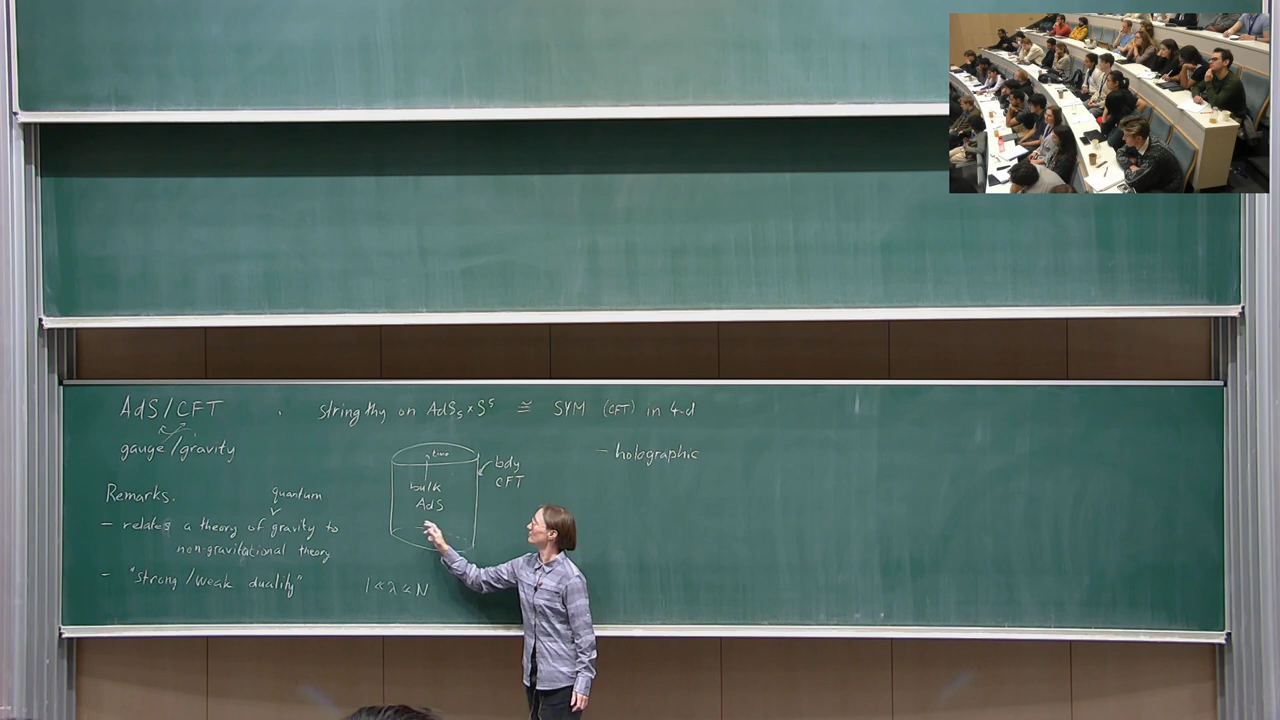 AdS/CFT
string thy on AdS₅ × S⁵ ≅ SYM (CFT) in 4-d
gauge/gravity
- holographic
bdy
CFT
bulk
AdS
Remarks.
quantum
- relates a theory of gravity to
non-gravitational theory
- "strong/weak duality"
1 ≪ λ ≪ N